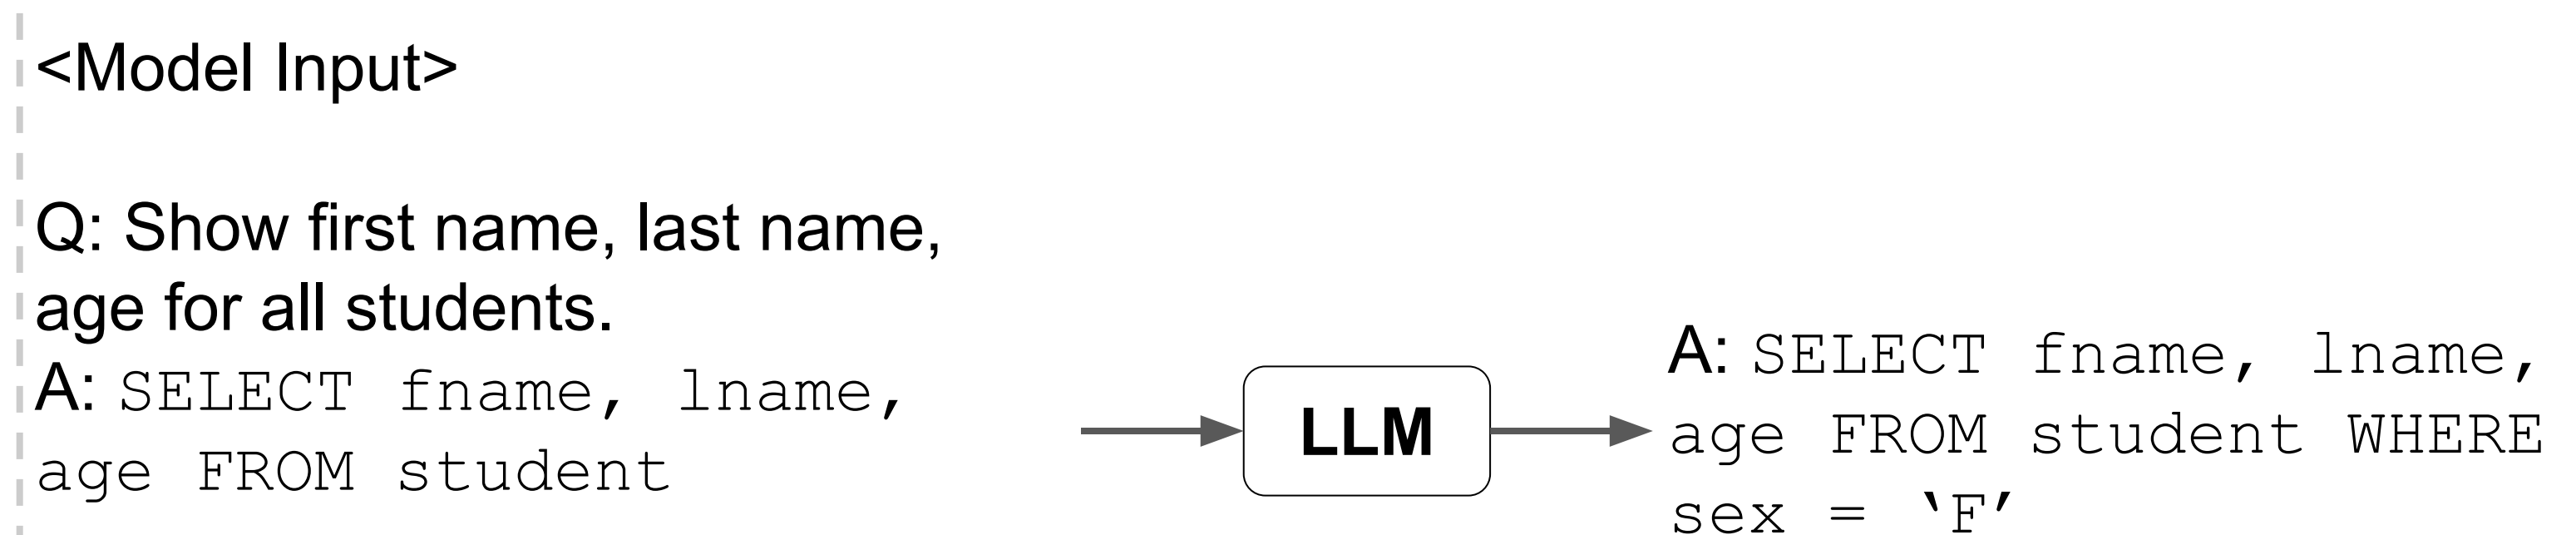 <Model Input>
Q: Show first name, last name,
age for all students.
A: SELECT fname, lname,
age FROM student
LLM
A: SELECT fname, lname,
age FROM student WHERE
sex = ‘F’